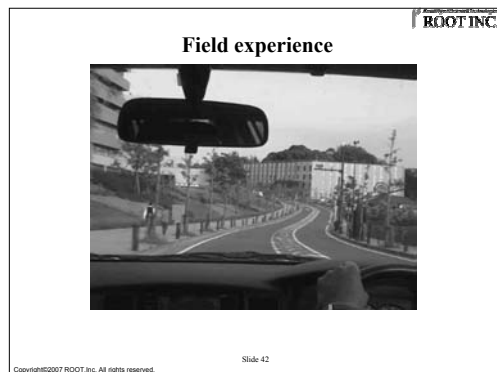 ROOT INC.
Field experience
Slide 42
Copyright©2007 ROOT,Inc. All rights reserved.